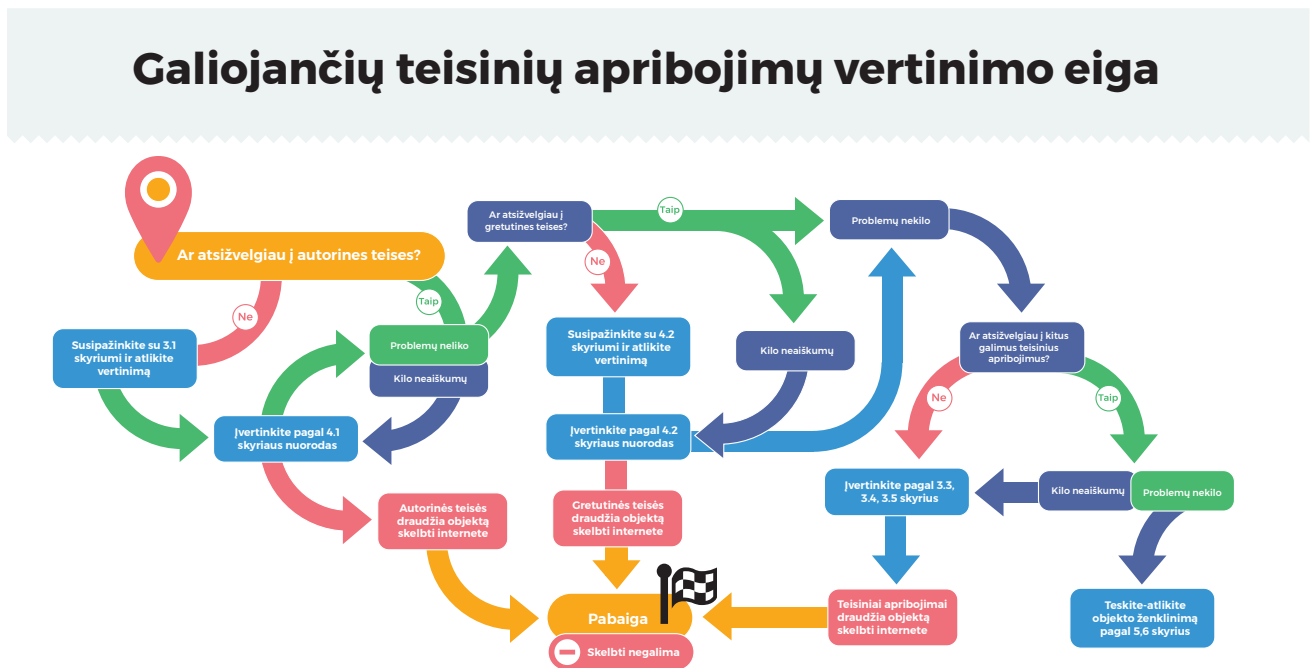 Galiojančių teisinių apribojimų vertinimo eiga
Ar atsižvelgiau į autorines teises?
Ne
Taip
Susipažinkite su 3.1
skyriumi ir atlikite
vertinimą
Problemų neliko
Kilo neaiškumų
Įvertinkite pagal 4.1
skyriaus nuorodas
Autorinės teisės
draudžia objektą
skelbti internete
Ar atsižvelgiau į
gretutines teises?
Taip
Ne
Susipažinkite su 4.2
skyriumi ir atlikite
vertinimą
Kilo neaiškumų
Įvertinkite pagal 4.2
skyriaus nuorodas
Gretutinės teisės
draudžia objektą
skelbti internete
Problemų nekilo
Ar atsižvelgiau į kitus
galimus teisinius
apribojimus?
Ne
Taip
Įvertinkite pagal 3.3,
3.4, 3.5 skyrius
Kilo neaiškumų
Problemų nekilo
Teisiniai apribojimai
draudžia objektą
skelbti internete
Teskite-atlikite
objekto ženklinimą
pagal 5,6 skyrius
Pabaiga
Skelbti negalima